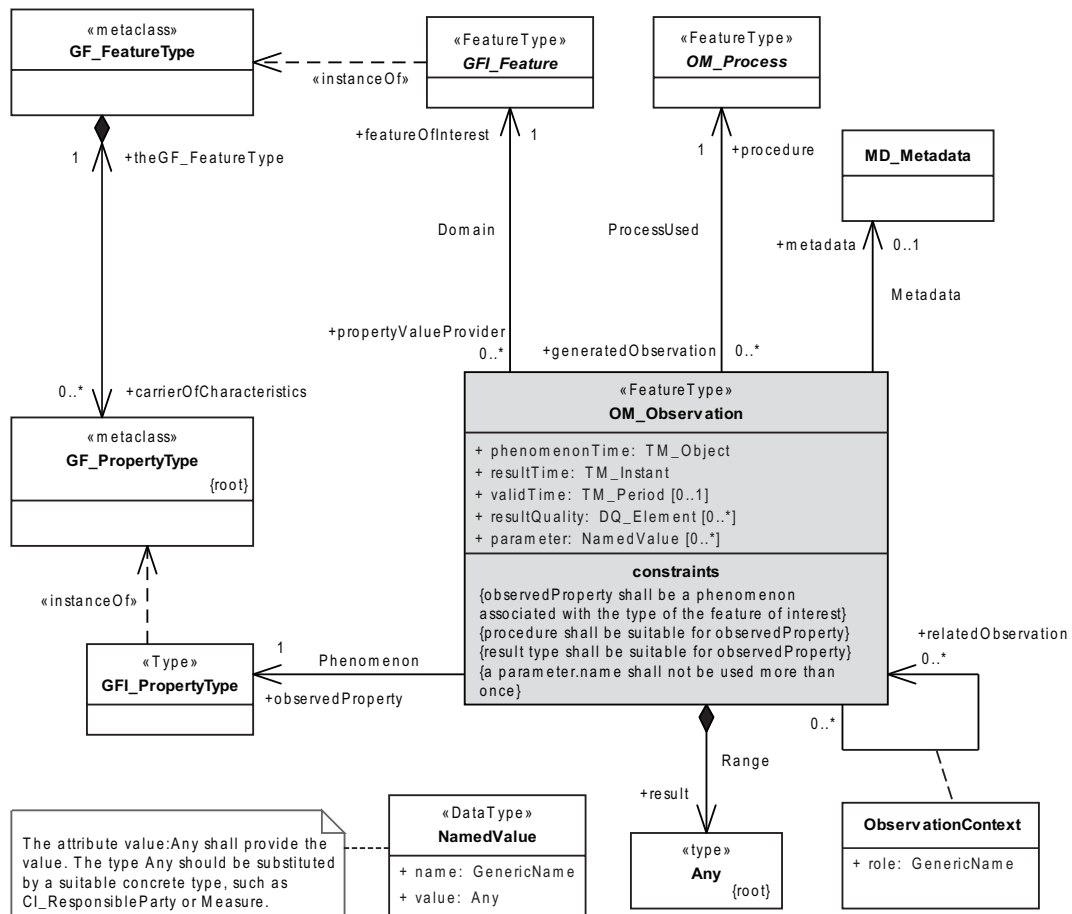 «metaclass»
GF_FeatureType
«FeatureType»
GFI_Feature
«FeatureType»
OM_Process
«instanceOf»
+featureOfInterest
1
1
+procedure
MD_Metadata
1
+theGF_FeatureType
Domain
ProcessUsed
+metadata
0..1
Metadata
+propertyValueProvider
0..*
+generatedObservation
0..*
0..*
+carrierOfCharacteristics
«metaclass»
GF_PropertyType
{root}
«FeatureType»
OM_Observation
+ phenomenonTime: TM_Object
+ resultTime: TM_Instant
+ validTime: TM_Period [0..1]
+ resultQuality: DQ_Element [0..*]
+ parameter: NamedValue [0..*]
constraints
{observedProperty shall be a phenomenon
associated with the type of the feature of interest}
{procedure shall be suitable for observedProperty}
{result type shall be suitable for observedProperty}
{a parameter.name shall not be used more than
once}
«instanceOf»
«Type»
GFI_PropertyType
1
Phenomenon
+observedProperty
+relatedObservation
0..*
0..*
Range
+result
The attribute value:Any shall provide the
value. The type Any should be substituted
by a suitable concrete type, such as
CI_ResponsibleParty or Measure.
«DataType»
NamedValue
+ name: GenericName
+ value: Any
«type»
Any
{root}
ObservationContext
+ role: GenericName